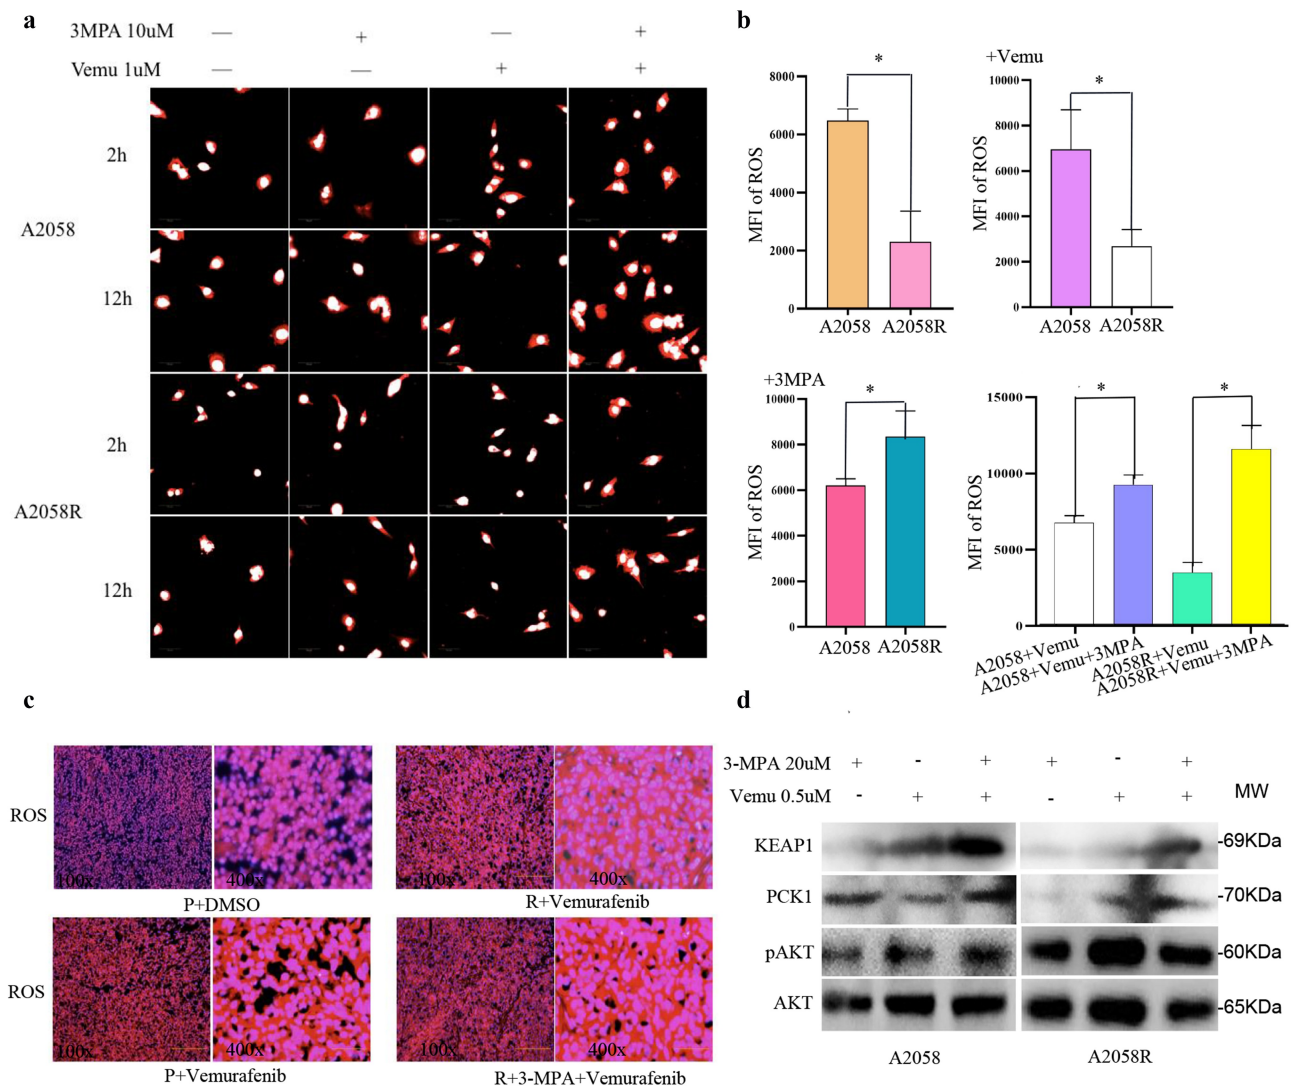 a
3MPA 10uM — + — +
Vemu 1uM — — + +
2h
A2058
12h
2h
A2058R
12h
b
*
8000
6000
4000
2000
0
MFI of ROS
A2058 A2058R
+Vemu
*
10000
8000
6000
4000
2000
0
MFI of ROS
A2058 A2058R
+3MPA
*
10000
8000
6000
4000
2000
0
MFI of ROS
A2058 A2058R
* *
15000
10000
5000
0
MFI of ROS
A2058+Vemu
A2058+Vemu+3MPA
A2058R+Vemu
A2058R+Vemu+3MPA
c
ROS
100x 400x
P+DMSO
100x 400x
R+Vemurafenib
ROS
100x 400x
P+Vemurafenib
100x 400x
R+3-MPA+Vemurafenib
d
3-MPA 20uM + - + + - +
Vemu 0.5uM - + + - + + MW
KEAP1 -69KDa
PCK1 -70KDa
pAKT -60KDa
AKT -65KDa
A2058 A2058R